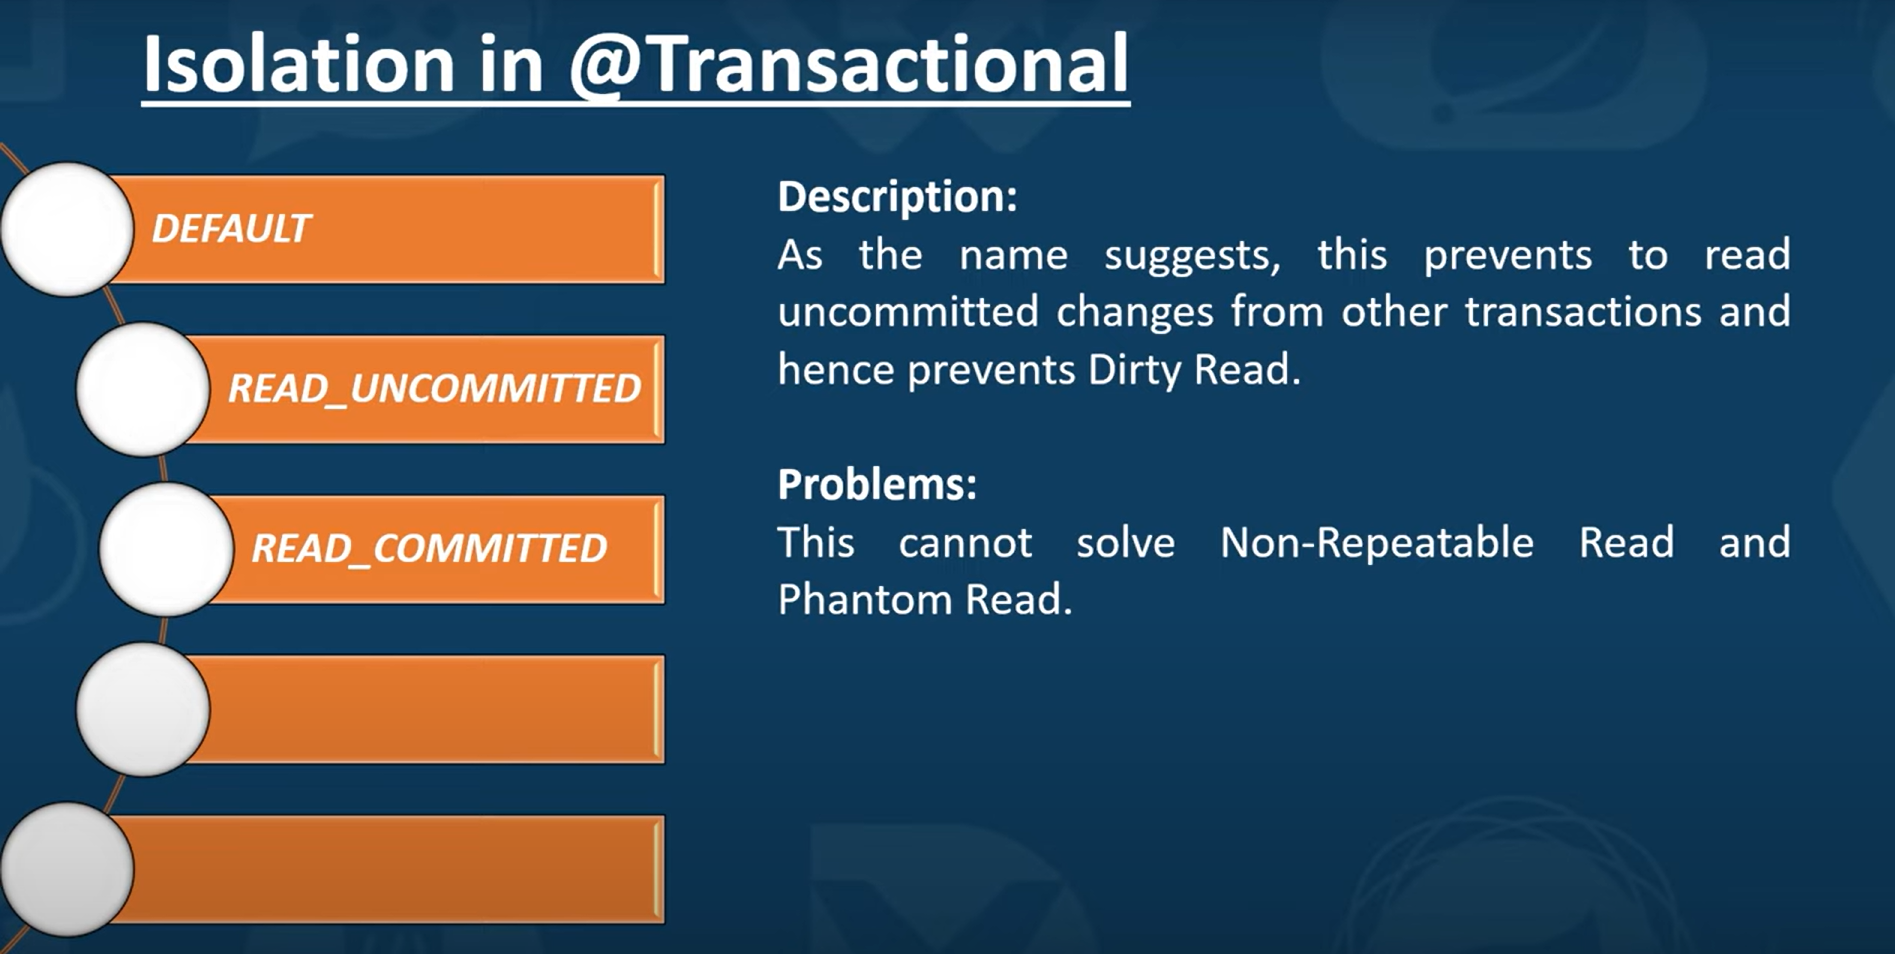 Isolation in @Transactional
DEFAULT
READ_UNCOMMITTED
READ_COMMITTED
Description:
As the name suggests, this prevents to read
uncommitted changes from other transactions and
hence prevents Dirty Read.
Problems:
This cannot solve Non-Repeatable Read and
Phantom Read.